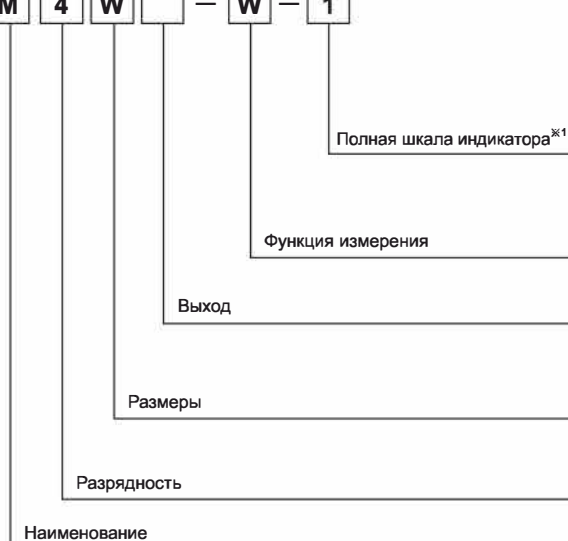 M 4 W – W – 1
Полная шкала индикатора※1
Функция измерения
Выход
Размеры
Разрядность
Наименование